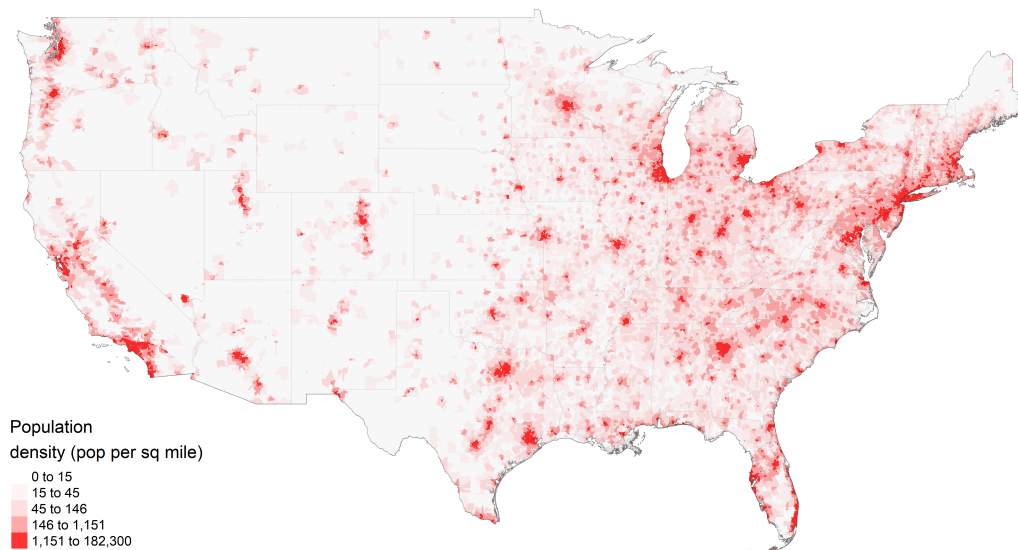 Population
density (pop per sq mile)
0 to 15
15 to 45
45 to 146
146 to 1,151
1,151 to 182,300